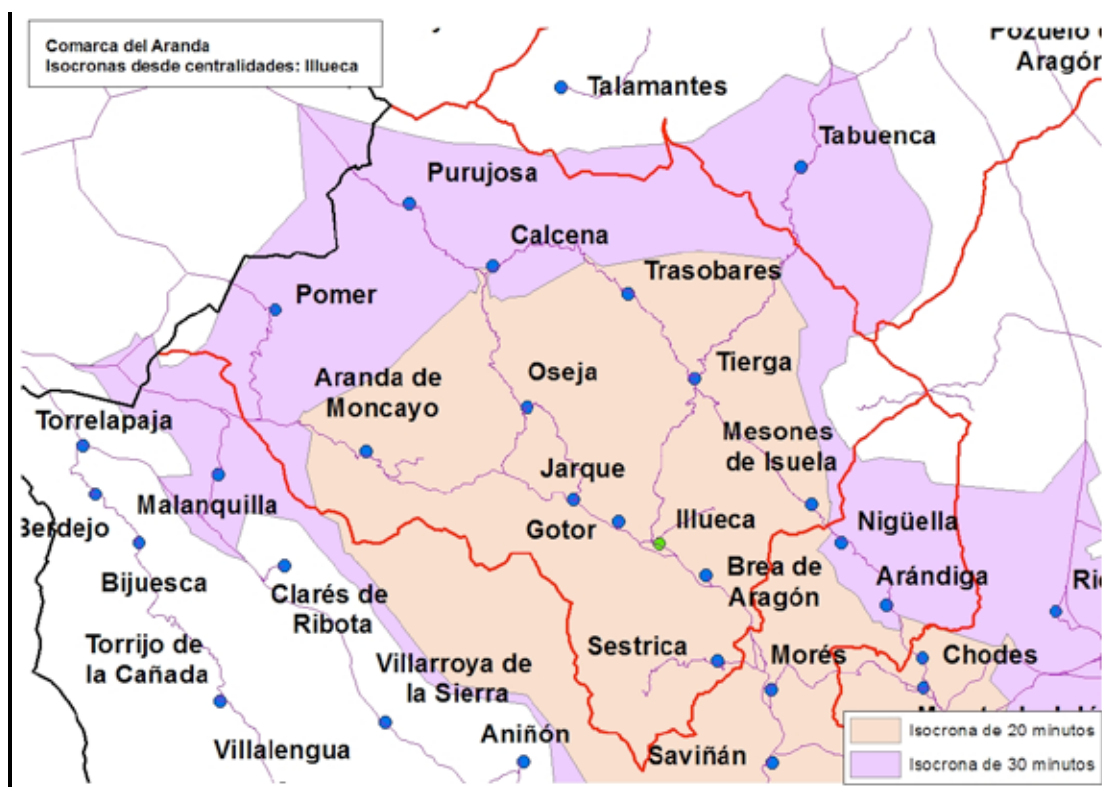 Comarca del Aranda
Isocronas desde centralidades: Illueca
Aragón
Talamantes
Tabuenca
Purujosa
Calcena
Trasobares
Pomer
Tierga
Oseja
Aranda de
Moncayo
Torrelapaja
Mesones
de Isuela
Jarque
Malanquilla
Illueca
Gotor
Nigüella
Berdejo
Brea de
Aragón
Arándiga
Bijuesca
Clarés de
Ribota
Torrijo de
la Cañada
Sestrica
Morés
Chodes
Villarroya de
la Sierra
Aniñón
Villalengua
Saviñán
Isocrona de 20 minutos
Isocrona de 30 minutos